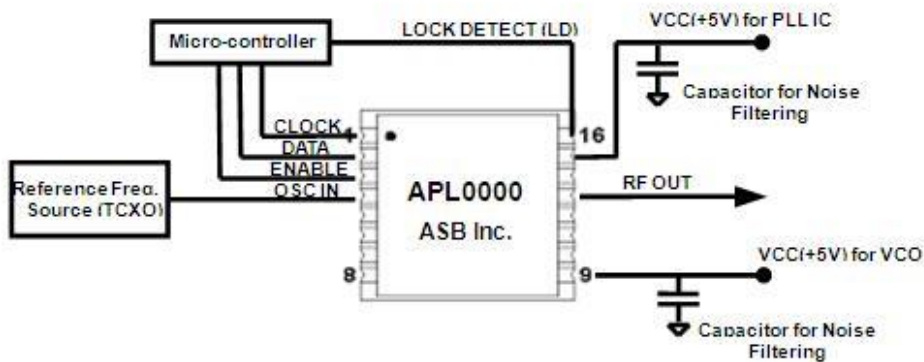 VCC(+5V) for PLL IC
Micro-controller
LOCK DETECT (LD)
Capacitor for Noise
Filtering
CLOCK
1
16
DATA
ENABLE
OSC IN
Reference Freq.
Source (TCXO)
APL0000
ASB Inc.
RF OUT
8
9
VCC(+5V) for VCO
Capacitor for Noise
Filtering